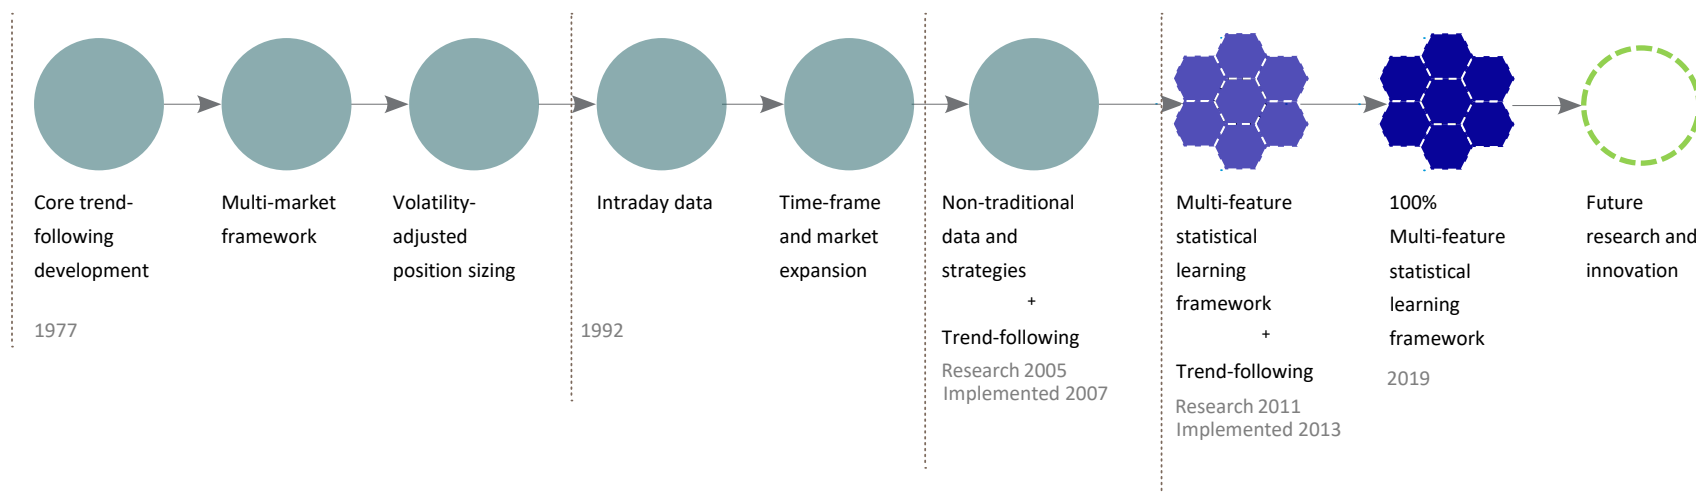 Core trend-
following
development
1977
Multi-market
framework
Volatility-
adjusted
position sizing
Intraday data
1992
Time-frame
and market
expansion
Non-traditional
data and
strategies
+
Trend-following
Research 2005
Implemented 2007
Multi-feature
statistical
learning
framework
+
Trend-following
Research 2011
Implemented 2013
100%
Multi-feature
statistical
learning
framework
2019
Future
research and
innovation